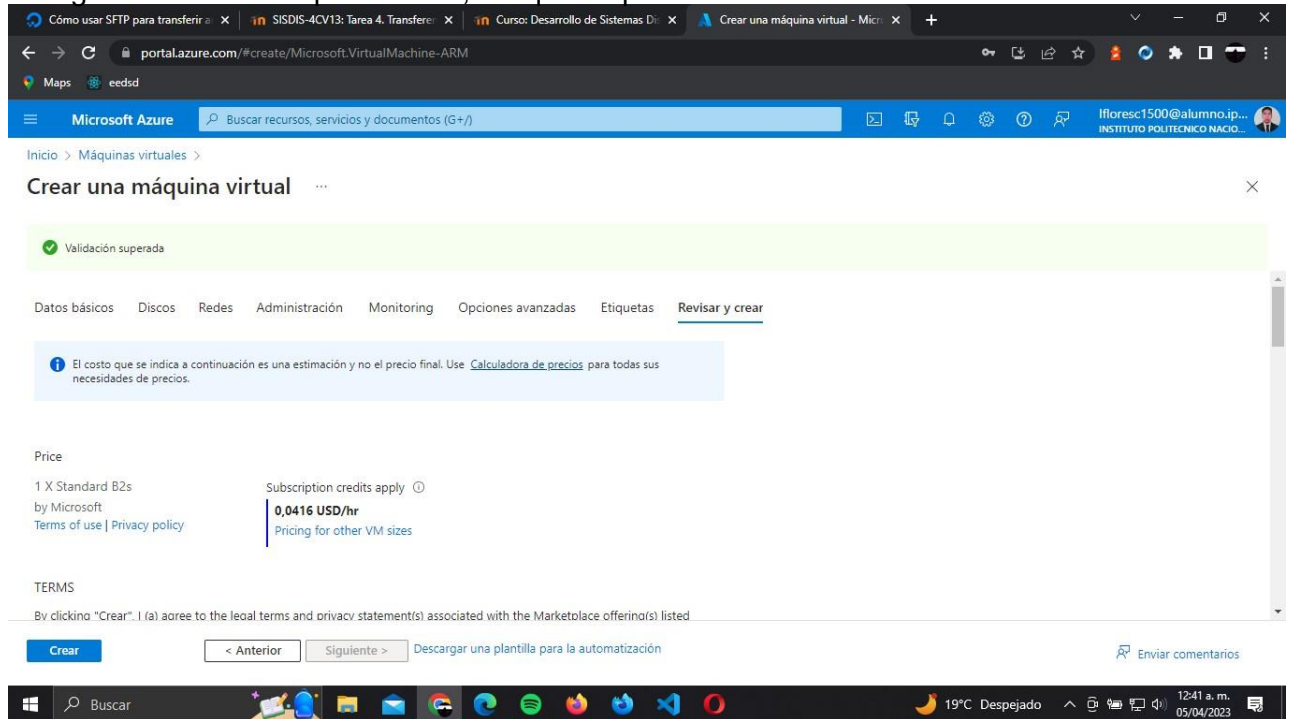 Cómo usar SFTP para transferir a
SISDIS-4CV13: Tarea 4. Transferen
Curso: Desarrollo de Sistemas Dis
Crear una máquina virtual - Micro
portal.azure.com/#create/Microsoft.VirtualMachine-ARM
Maps eedsd
Microsoft Azure
Buscar recursos, servicios y documentos (G+/)
lfloresc1500@alumno.ip...
INSTITUTO POLITECNICO NACIO...
Inicio > Máquinas virtuales >
Crear una máquina virtual ...
Validación superada
Datos básicos Discos Redes Administración Monitoring Opciones avanzadas Etiquetas Revisar y crear
El costo que se indica a continuación es una estimación y no el precio final. Use Calculadora de precios para todas sus
necesidades de precios.
Price
1 X Standard B2s
by Microsoft
Terms of use | Privacy policy
Subscription credits apply
0,0416 USD/hr
Pricing for other VM sizes
TERMS
By clicking "Crear", I (a) agree to the legal terms and privacy statement(s) associated with the Marketplace offering(s) listed
Crear
< Anterior
Siguiente >
Descargar una plantilla para la automatización
Enviar comentarios
Buscar
19°C Despejado
12:41 a. m.
05/04/2023